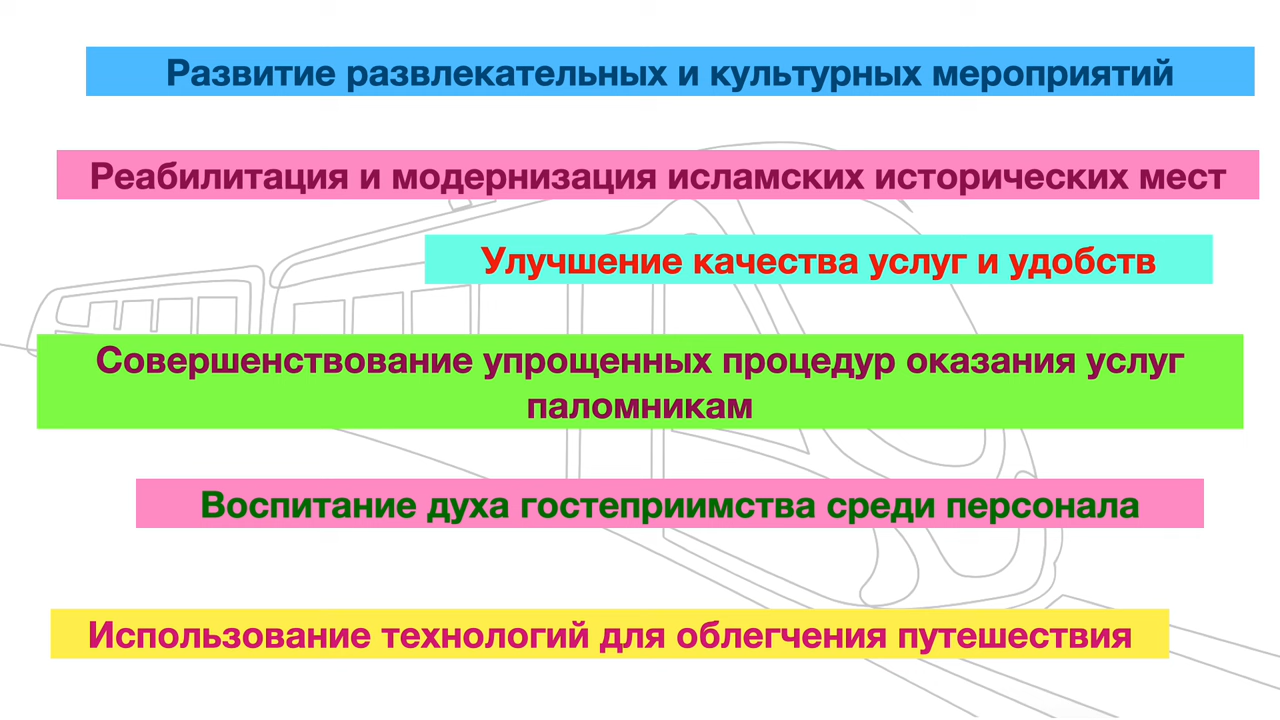 Развитие развлекательных и культурных мероприятий
Реабилитация и модернизация исламских исторических мест
Улучшение качества услуг и удобств
Совершенствование упрощенных процедур оказания услуг
паломникам
Воспитание духа гостеприимства среди персонала
Использование технологий для облегчения путешествия